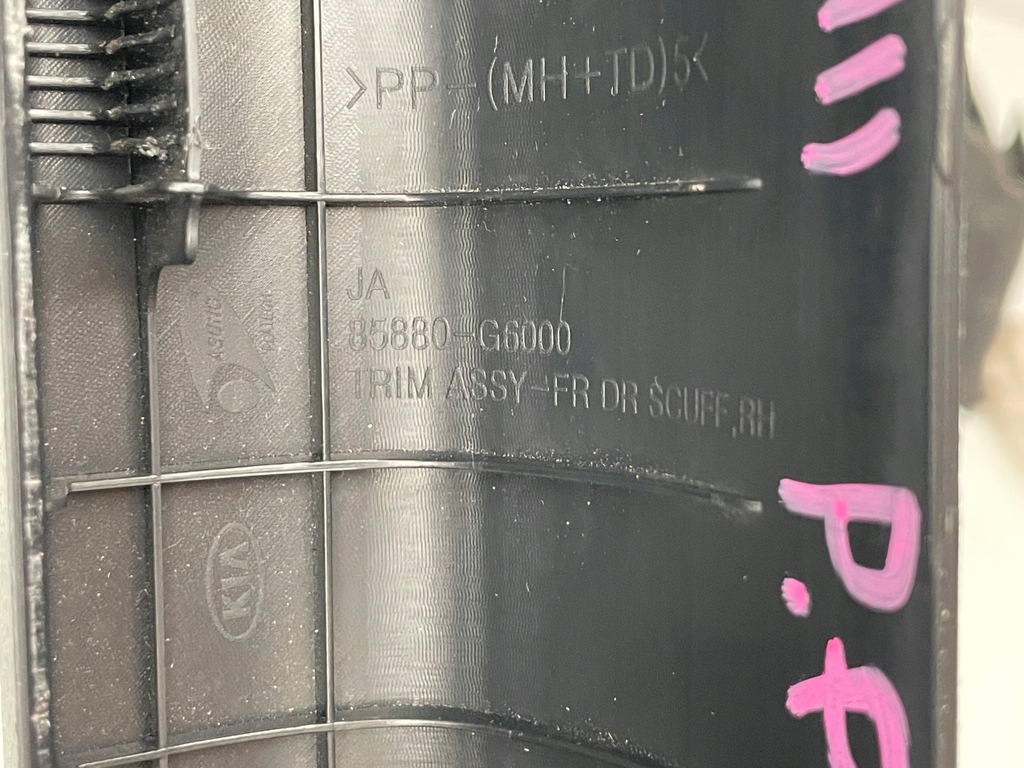 >PP-(MH+TD)5<
JA
85880-G6000
TRIM ASSY-FR DR SCUFF,RH
KIA
P.P